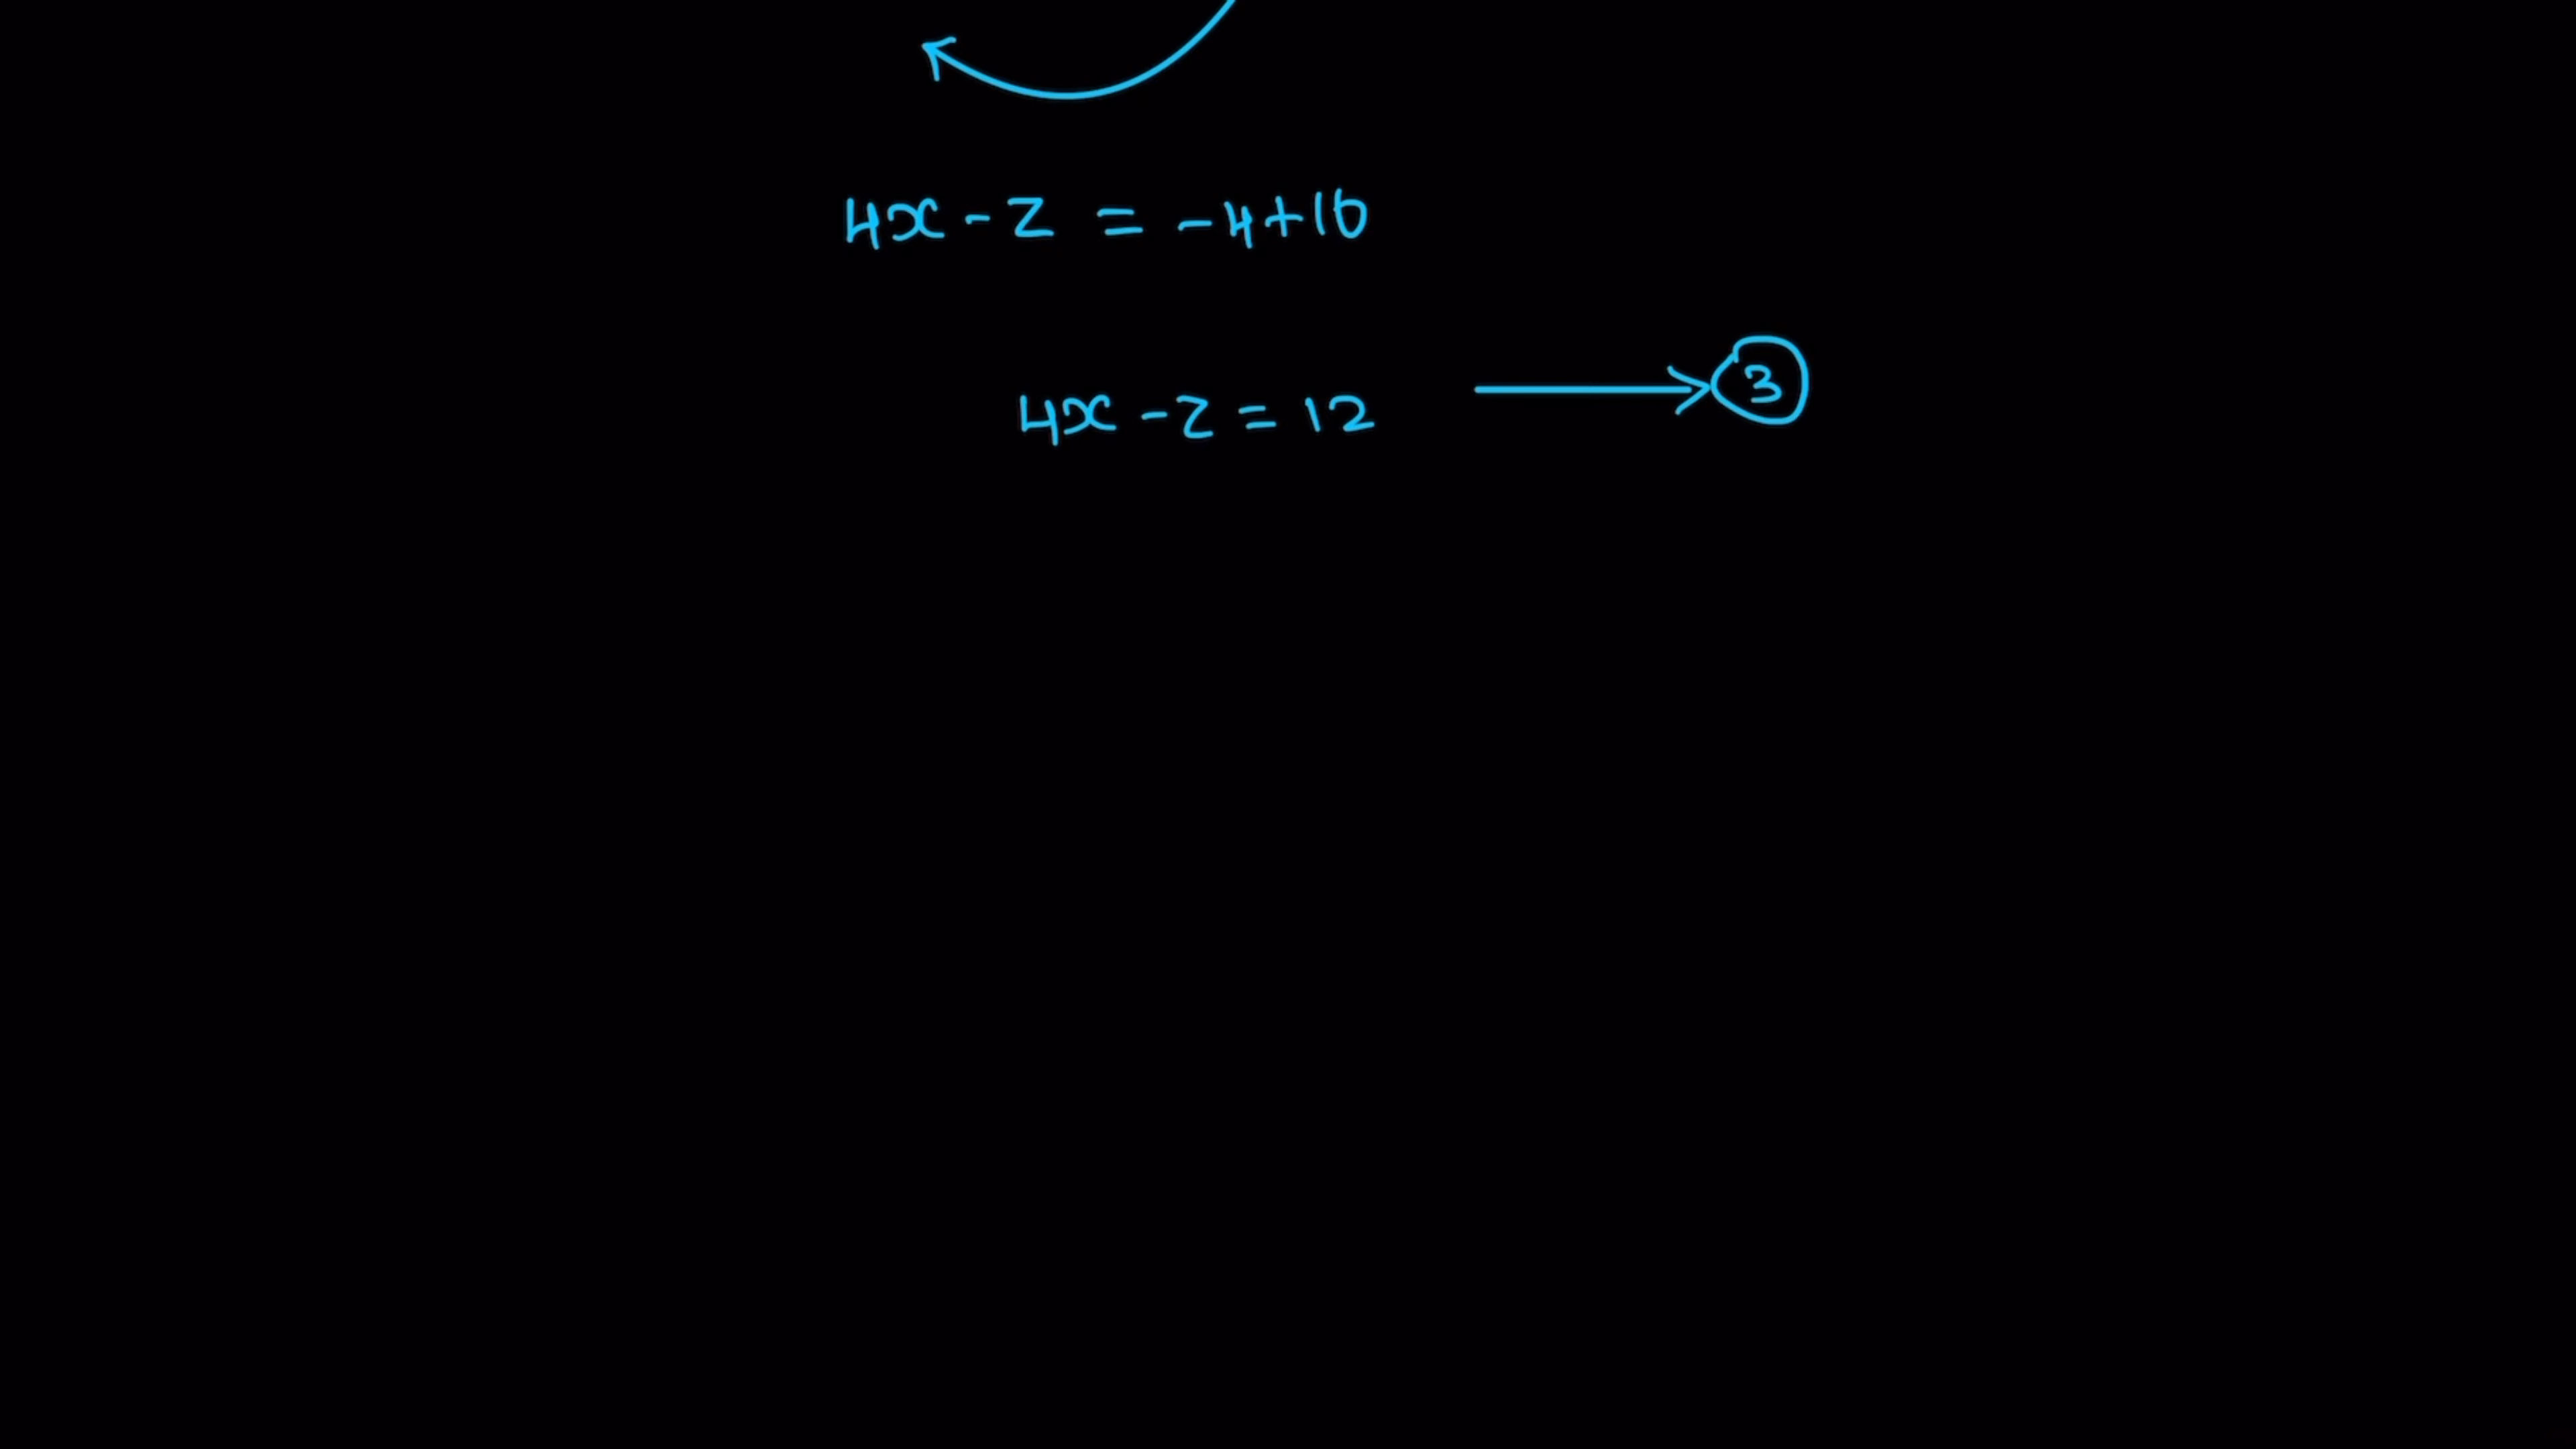 4x - z = -4+16
4x - z = 12 → 3